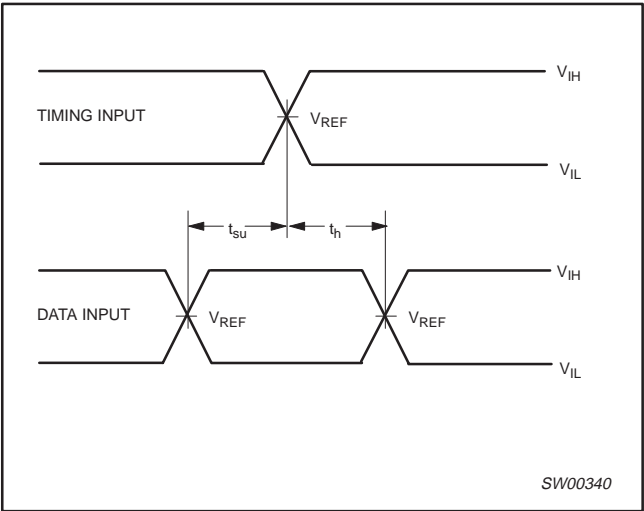 V_IH
TIMING INPUT
V_REF
V_IL
t_su
t_h
V_IH
DATA INPUT
V_REF
V_REF
V_IL
SW00340